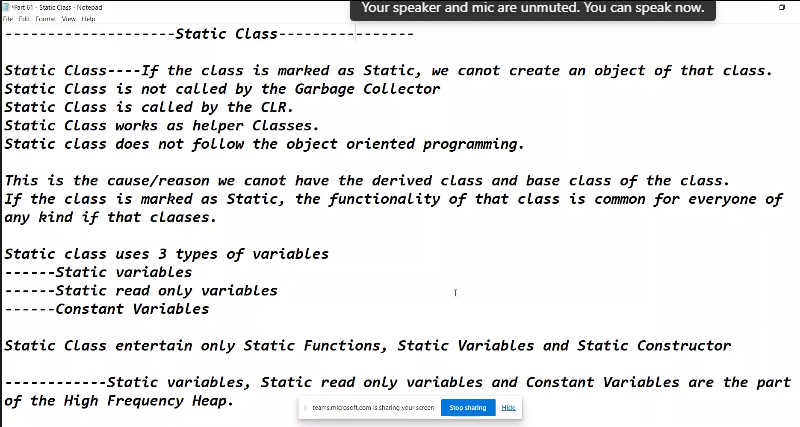 *Part 61 - Static Class - Notepad
File Edit Format View Help
Your speaker and mic are unmuted. You can speak now.
--------------------Static Class----------------
Static Class----If the class is marked as Static, we canot create an object of that class.
Static Class is not called by the Garbage Collector
Static Class is called by the CLR.
Static Class works as helper Classes.
Static class does not follow the object oriented programming.
This is the cause/reason we canot have the derived class and base class of the class.
If the class is marked as Static, the functionality of that class is common for everyone of
any kind if that claases.
Static class uses 3 types of variables
------Static variables
------Static read only variables
------Constant Variables
Static Class entertain only Static Functions, Static Variables and Static Constructor
------------Static variables, Static read only variables and Constant Variables are the part
of the High Frequency Heap.
teams.microsoft.com is sharing your screen. Stop sharing Hide